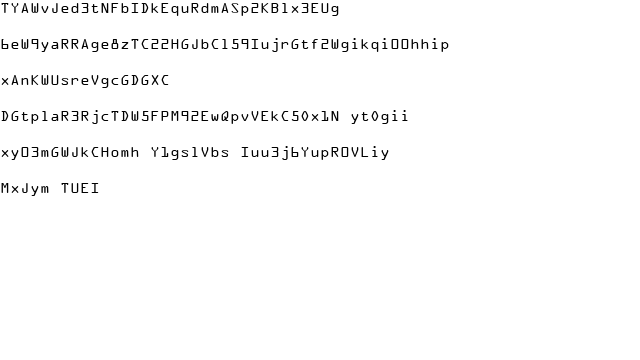 TYAWvJed3tNFbIDkEquRdmASp2KBlx3EUg
6eW9yaRRAge8zTC22HGJbCl59IujrGtf2WgikqiOOhhip
xAnKWUsreVgcGDGXC
DGtplaR3RjcTDW5FPM92EwQpvVEkC50x1N yt0gii
xyO3mGWJkCHomh Y1gslVbs Iuu3j6YupROVLiy
MxJym TUEI